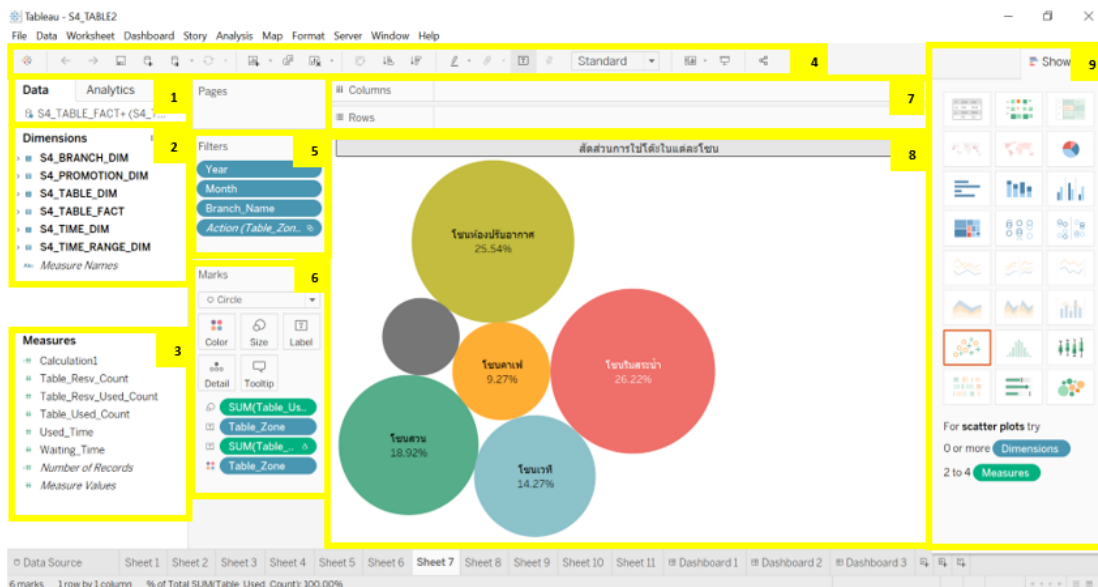 Tableau - S4_TABLE2
File Data Worksheet Dashboard Story Analysis Map Format Server Window Help
Standard
4
Show
9
Data Analytics
1
S4_TABLE_FACT+ (S4_T...
Pages
Columns
Rows
7
Dimensions
2
S4_BRANCH_DIM
S4_PROMOTION_DIM
S4_TABLE_DIM
S4_TABLE_FACT
S4_TIME_DIM
S4_TIME_RANGE_DIM
Abc Measure Names
Measures
3
Calculation1
Table_Resv_Count
Table_Resv_Used_Count
Table_Used_Count
Used_Time
Waiting_Time
Number of Records
Measure Values
Filters
5
Year
Month
Branch_Name
Action (Table_Zon..
Marks
6
Circle
Color Size Label
Detail Tooltip
SUM(Table_Us..
Table_Zone
SUM(Table_..
Table_Zone
สัดส่วนการใช้โต๊ะในแต่ละโซน
8
โซนห้องปรับอากาศ
25.54%
โซนคาเฟ่
9.27%
โซนริมสระน้ำ
26.22%
โซนสวน
18.92%
โซนเวที
14.27%
For scatter plots try
0 or more Dimensions
2 to 4 Measures
Data Source Sheet 1 Sheet 2 Sheet 3 Sheet 4 Sheet 5 Sheet 6 Sheet 7 Sheet 8 Sheet 9 Sheet 10 Sheet 11 Dashboard 1 Dashboard 2 Dashboard 3
6 marks 1 row by 1 column % of Total SUM(Table_Used_Count): 100.00%